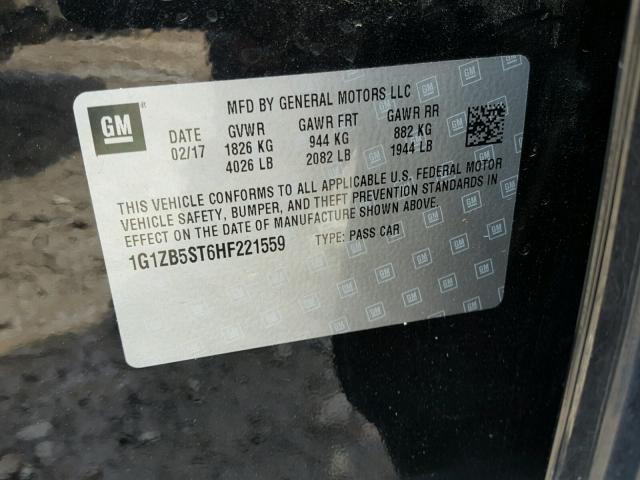 MFD BY GENERAL MOTORS LLC
GM
DATE GVWR GAWR FRT GAWR RR
02/17 1826 KG 944 KG 882 KG
4026 LB 2082 LB 1944 LB
THIS VEHICLE CONFORMS TO ALL APPLICABLE U.S. FEDERAL MOTOR
VEHICLE SAFETY, BUMPER, AND THEFT PREVENTION STANDARDS IN
EFFECT ON THE DATE OF MANUFACTURE SHOWN ABOVE.
1G1ZB5ST6HF221559 TYPE: PASS CAR